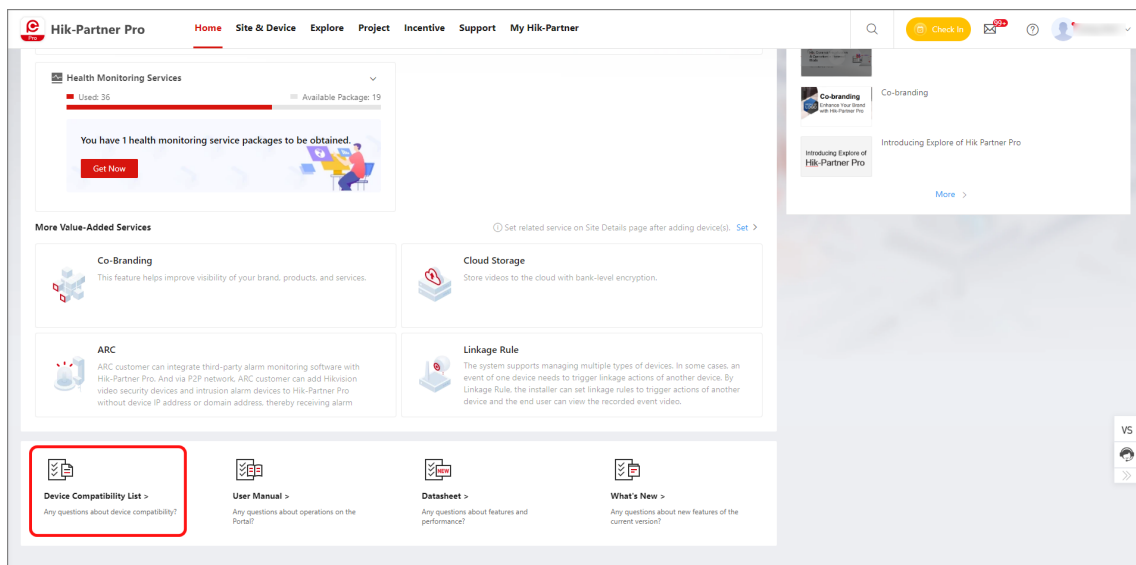 Hik-Partner Pro
Pro
Home Site & Device Explore Project Incentive Support My Hik-Partner
Check In
99+
Health Monitoring Services
Used: 36
Available Package: 19
You have 1 health monitoring service packages to be obtained.
Get Now
Co-branding
Enhance Your Brand
with Hik-Partner Pro
Co-branding
Introducing Explore of
Hik-Partner Pro
Introducing Explore of Hik Partner Pro
More >
More Value-Added Services
Set related service on Site Details page after adding device(s). Set >
Co-Branding
This feature helps improve visibility of your brand, products, and services.
Cloud Storage
Store videos to the cloud with bank-level encryption.
ARC
ARC customer can integrate third-party alarm monitoring software with
Hik-Partner Pro. And via P2P network, ARC customer can add Hikvision
video security devices and intrusion alarm devices to Hik-Partner Pro
without device IP address or domain address, thereby receiving alarm
Linkage Rule
The system supports managing multiple types of devices. In some cases, an
event of one device needs to trigger linkage actions of another device. By
Linkage Rule, the installer can set linkage rules to trigger actions of another
device and the end user can view the recorded event video.
VS
Device Compatibility List >
Any questions about device compatibility?
User Manual >
Any questions about operations on the
Portal?
NEW
Datasheet >
Any questions about features and
performance?
What's New >
Any questions about new features of the
current version?